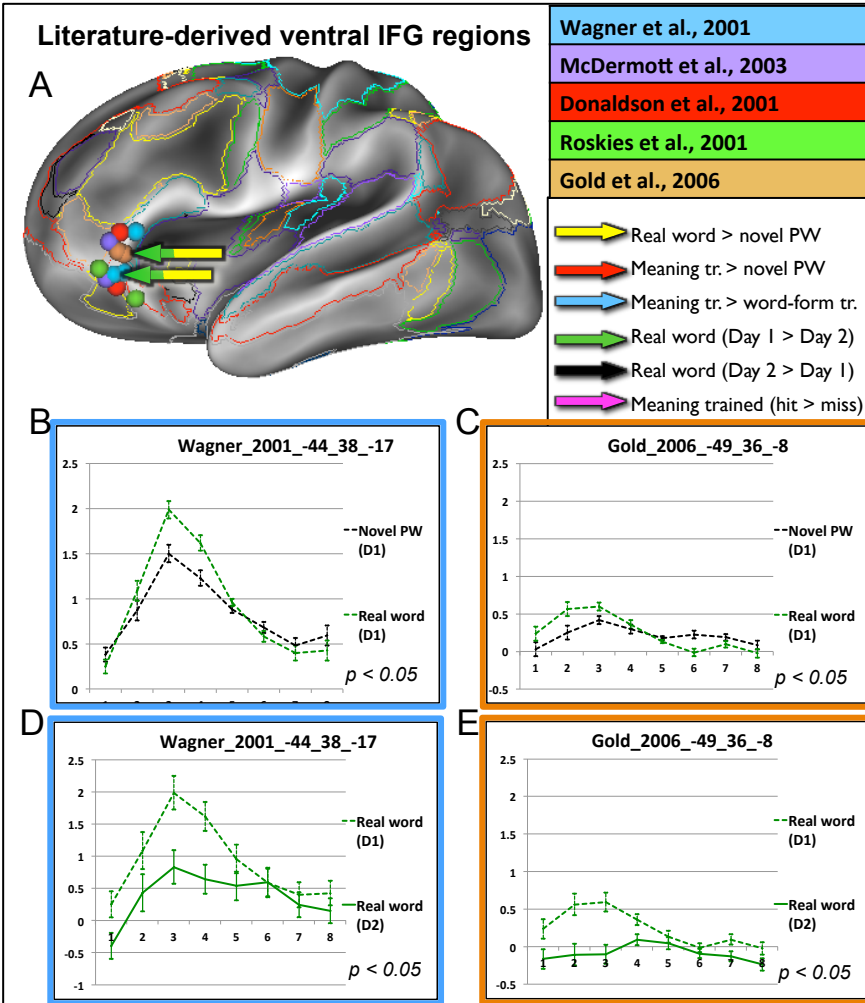 Literature-derived ventral IFG regions
A
Wagner et al., 2001
McDermott et al., 2003
Donaldson et al., 2001
Roskies et al., 2001
Gold et al., 2006
Real word > novel PW
Meaning tr. > novel PW
Meaning tr. > word-form tr.
Real word (Day 1 > Day 2)
Real word (Day 2 > Day 1)
Meaning trained (hit > miss)
B
Wagner_2001_-44_38_-17
2.5
2
1.5
1
0.5
0
Novel PW
(D1)
Real word
(D1)
p < 0.05
C
Gold_2006_-49_36_-8
2.5
2
1.5
1
0.5
0
-0.5
1 2 3 4 5 6 7 8
Novel PW
(D1)
Real word
(D1)
p < 0.05
D
Wagner_2001_-44_38_-17
2.5
2
1.5
1
0.5
0
-0.5
-1
1 2 3 4 5 6 7 8
Real word
(D1)
Real word
(D2)
p < 0.05
E
Gold_2006_-49_36_-8
2.5
2
1.5
1
0.5
0
-0.5
1 2 3 4 5 6 7 8
Real word
(D1)
Real word
(D2)
p < 0.05